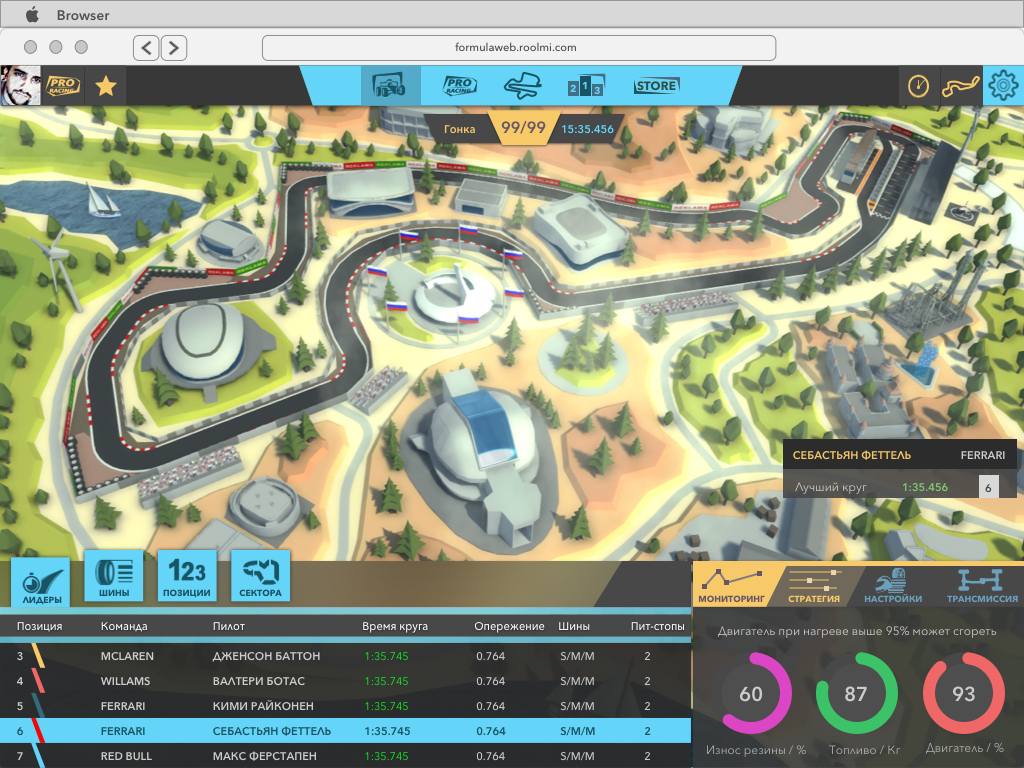 Browser
formulaweb.roolmi.com
PRO RACING
PRO RACING
2 1 3
STORE
Гонка 99/99 15:35.456
СЕБАСТЬЯН ФЕТТЕЛЬ FERRARI
Лучший круг 1:35.456 6
ЛИДЕРЫ
ШИНЫ
123
ПОЗИЦИИ
СЕКТОРА
Позиция Команда Пилот Время круга Опережение Шины Пит-стопы
3 MCLAREN ДЖЕНСОН БАТТОН 1:35.745 0.764 S/M/M 2
4 WILLAMS ВАЛТЕРИ БОТАС 1:35.745 0.764 S/M/M 2
5 FERRARI КИМИ РАЙКОНЕН 1:35.745 0.764 S/M/M 2
6 FERRARI СЕБАСТЬЯН ФЕТТЕЛЬ 1:35.745 0.764 S/M/M 2
7 RED BULL МАКС ФЕРСТАПЕН 1:35.745 0.764 S/M/M 2
МОНИТОРИНГ СТРАТЕГИЯ НАСТРОЙКИ ТРАНСМИССИЯ
Двигатель при нагреве выше 95% может сгореть
60 87 93
Износ резины / % Топливо / Кг Двигатель / %